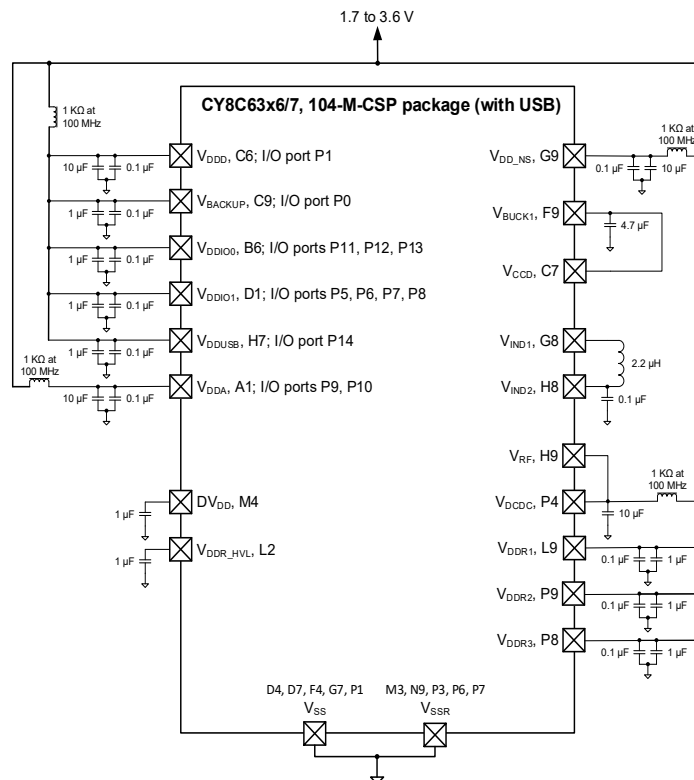 1.7 to 3.6 V
CY8C63x6/7, 104-M-CSP package (with USB)
1 KΩ at
100 MHz
10 µF
0.1 µF
VDDD, C6; I/O port P1
1 µF
0.1 µF
VBACKUP, C9; I/O port P0
1 µF
0.1 µF
VDDIO0, B6; I/O ports P11, P12, P13
1 µF
0.1 µF
VDDIO1, D1; I/O ports P5, P6, P7, P8
1 µF
0.1 µF
VDDUSB, H7; I/O port P14
1 KΩ at
100 MHz
10 µF
0.1 µF
VDDA, A1; I/O ports P9, P10
1 µF
DVDD, M4
1 µF
VDDR_HVL, L2
VDD_NS, G9
1 KΩ at
100 MHz
0.1 µF
10 µF
VBUCK1, F9
4.7 µF
VCCD, C7
VIND1, G8
2.2 µH
VIND2, H8
0.1 µF
VRF, H9
1 KΩ at
100 MHz
VDCDC, P4
10 µF
VDDR1, L9
0.1 µF
1 µF
VDDR2, P9
0.1 µF
1 µF
VDDR3, P8
0.1 µF
1 µF
D4, D7, F4, G7, P1
VSS
M3, N9, P3, P6, P7
VSSR